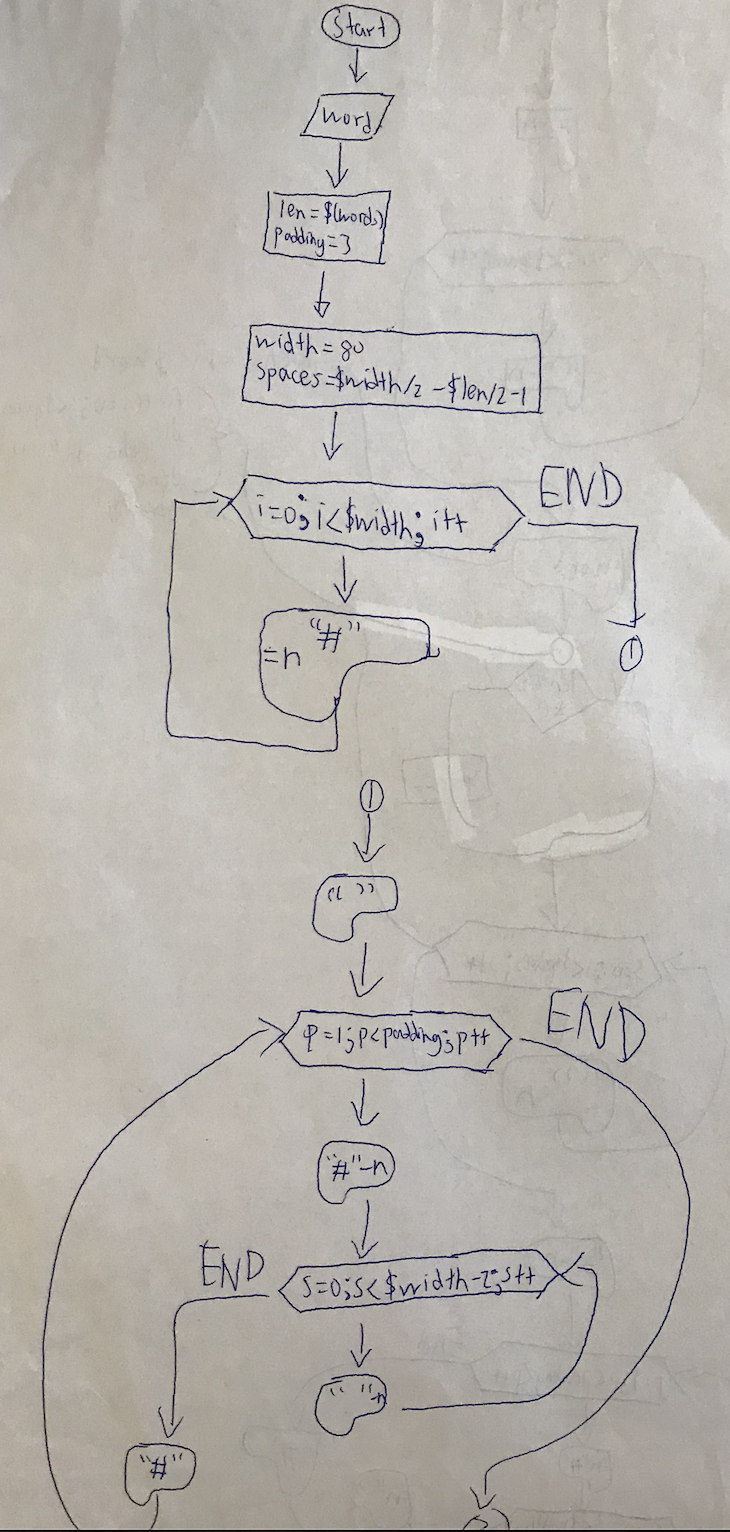 Start
word
len=$(words)
padding=3
width=80
spaces=$width/2-$len/2-1
i=0;i<$width;i++
END
"#"
=n
1
1
" "
p=1;p<padding;p++
END
"#"-n
END
s=0;s<$width-2;s++
" "-n
"#"